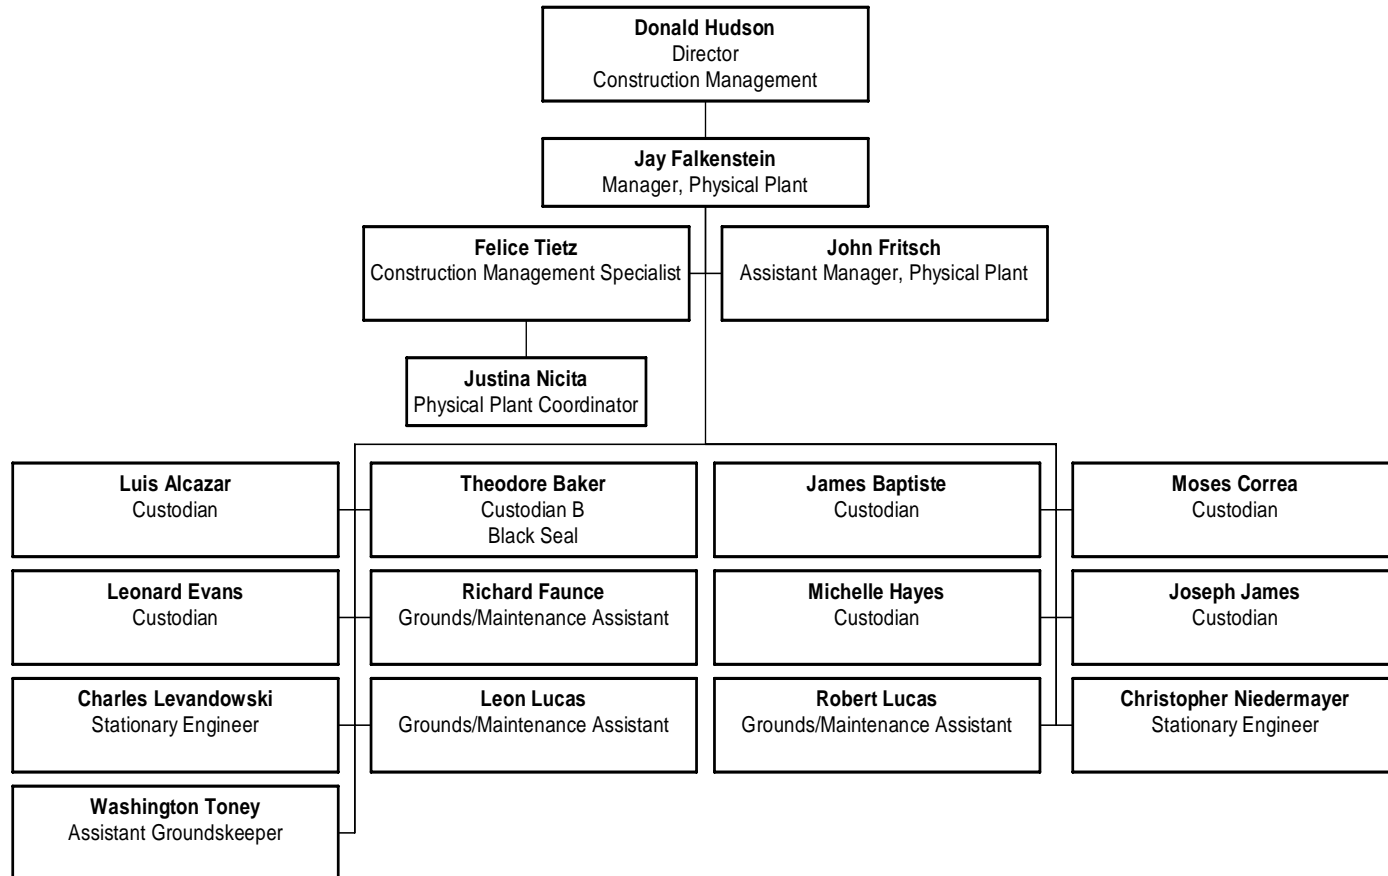 Donald Hudson
Director
Construction Management
Jay Falkenstein
Manager, Physical Plant
Felice Tietz
Construction Management Specialist
John Fritsch
Assistant Manager, Physical Plant
Justina Nicita
Physical Plant Coordinator
Luis Alcazar
Custodian
Theodore Baker
Custodian B
Black Seal
James Baptiste
Custodian
Moses Correa
Custodian
Leonard Evans
Custodian
Richard Faunce
Grounds/Maintenance Assistant
Michelle Hayes
Custodian
Joseph James
Custodian
Charles Levandowski
Stationary Engineer
Leon Lucas
Grounds/Maintenance Assistant
Robert Lucas
Grounds/Maintenance Assistant
Christopher Niedermayer
Stationary Engineer
Washington Toney
Assistant Groundskeeper